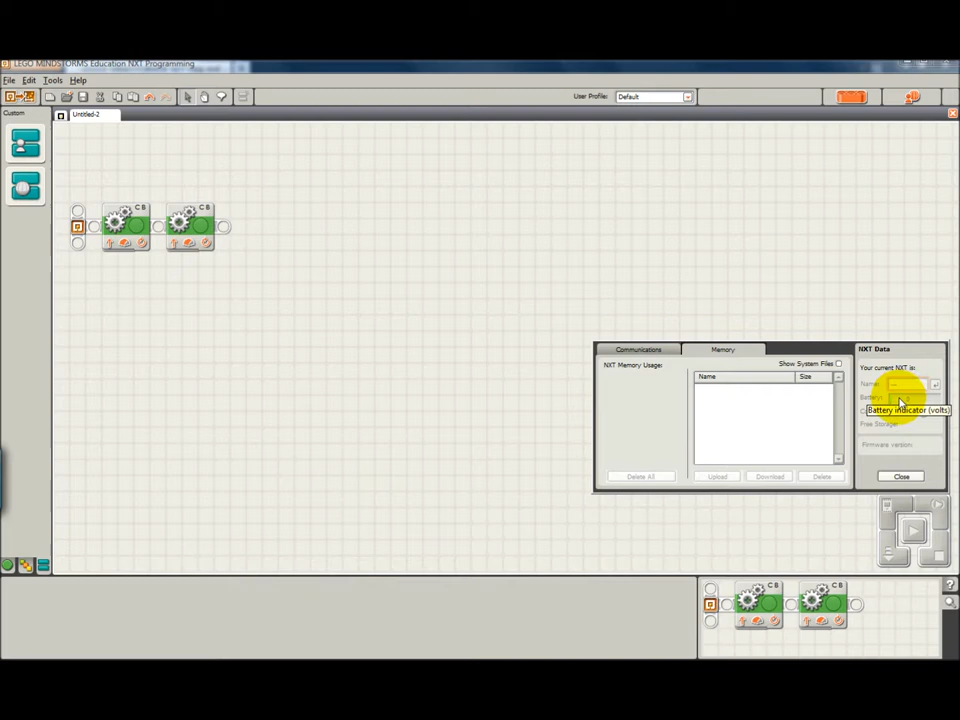 LEGO MINDSTORMS Education NXT Programming
File Edit Tools Help
User Profile: Default
Custom
Untitled-2
C B
C B
Communications
Memory
NXT Data
NXT Memory Usage:
Show System Files
Name
Size
Your current NXT is:
Name:
Battery:
Battery indicator (volts)
Free Storage:
Firmware version:
Delete All
Upload
Download
Delete
Close
C B
C B